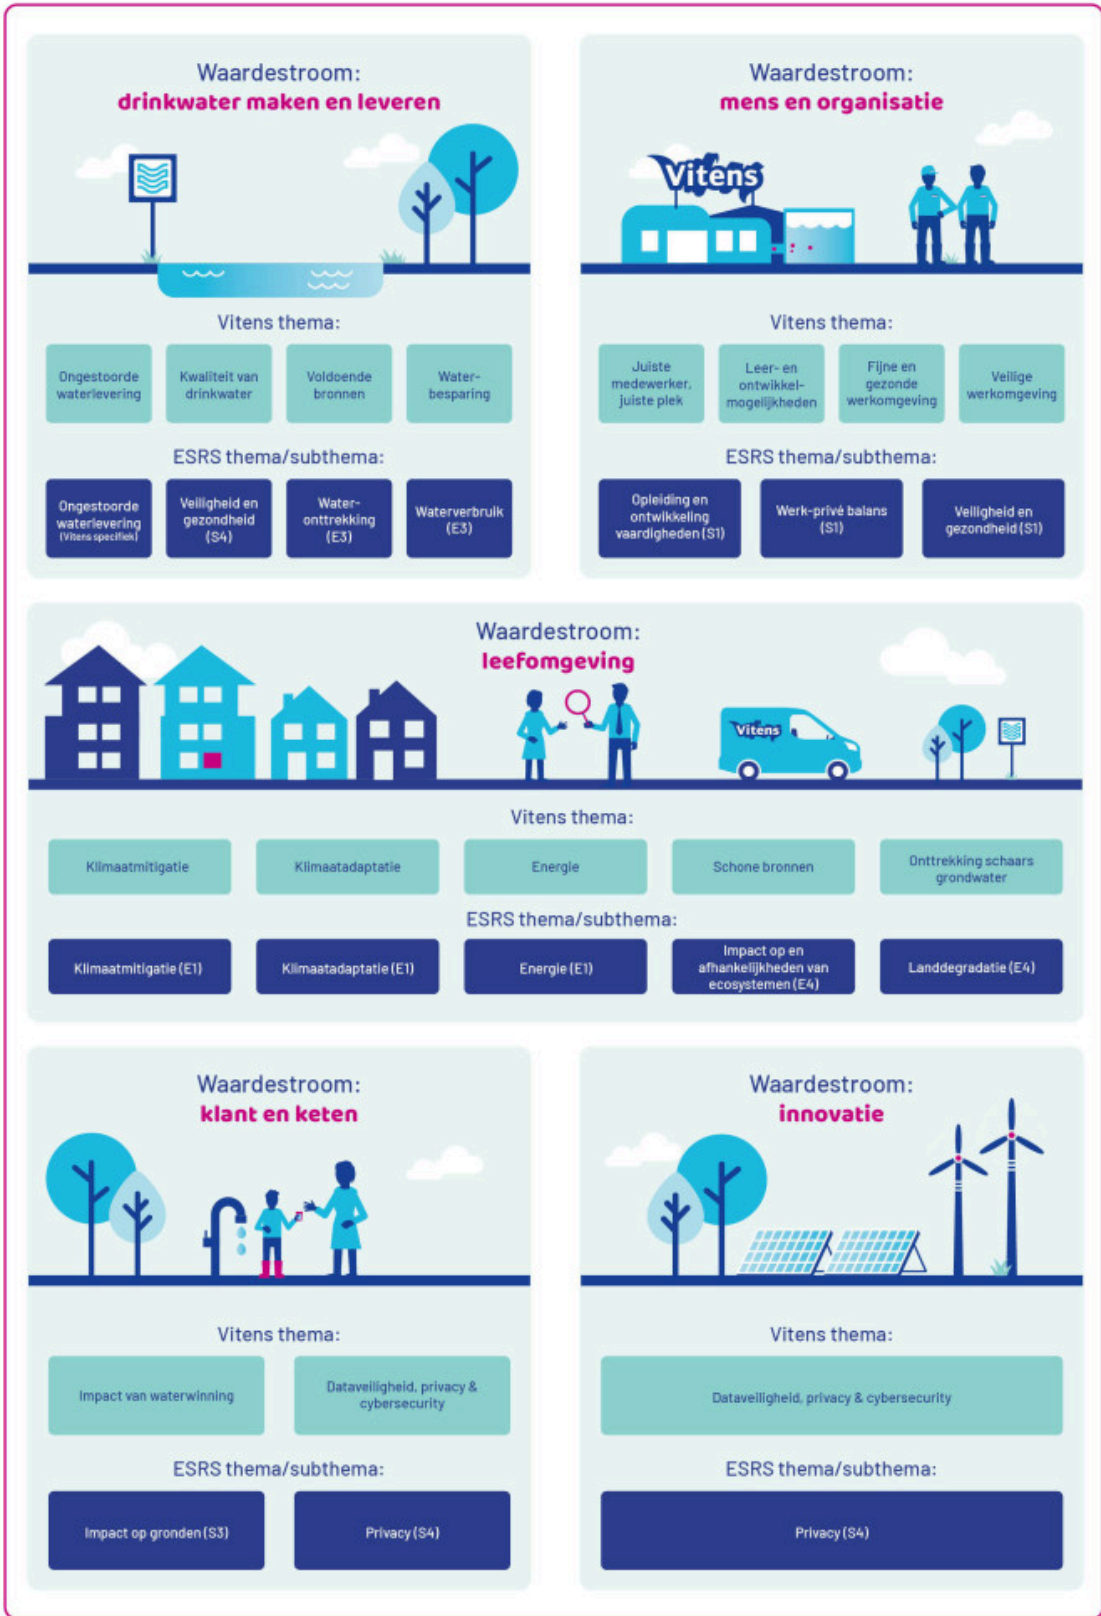 Waardestroom:
drinkwater maken en leveren
Vitens thema:
Ongestoorde
waterlevering
Kwaliteit van
drinkwater
Voldoende
bronnen
Water-
besparing
ESRS thema/subthema:
Ongestoorde
waterlevering
(Vitens specifiek)
Veiligheid en
gezondheid
(S4)
Water-
onttrekking
(E3)
Waterverbruik
(E3)
Waardestroom:
mens en organisatie
Vitens
Vitens thema:
Juiste
medewerker,
juiste plek
Leer- en
ontwikkel-
mogelijkheden
Fijne en
gezonde
werkomgeving
Veilige
werkomgeving
ESRS thema/subthema:
Opleiding en
ontwikkeling
vaardigheden (S1)
Werk-privé balans
(S1)
Veiligheid en
gezondheid (S1)
Waardestroom:
leefomgeving
Vitens
Vitens thema:
Klimaatmitigatie
Klimaatadaptatie
Energie
Schone bronnen
Onttrekking schaars
grondwater
ESRS thema/subthema:
Klimaatmitigatie (E1)
Klimaatadaptatie (E1)
Energie (E1)
Impact op en
afhankelijkheden van
ecosystemen (E4)
Landdegradatie (E4)
Waardestroom:
klant en keten
Vitens thema:
Impact van waterwinning
Dataveiligheid, privacy &
cybersecurity
ESRS thema/subthema:
Impact op gronden (S3)
Privacy (S4)
Waardestroom:
innovatie
Vitens thema:
Dataveiligheid, privacy & cybersecurity
ESRS thema/subthema:
Privacy (S4)